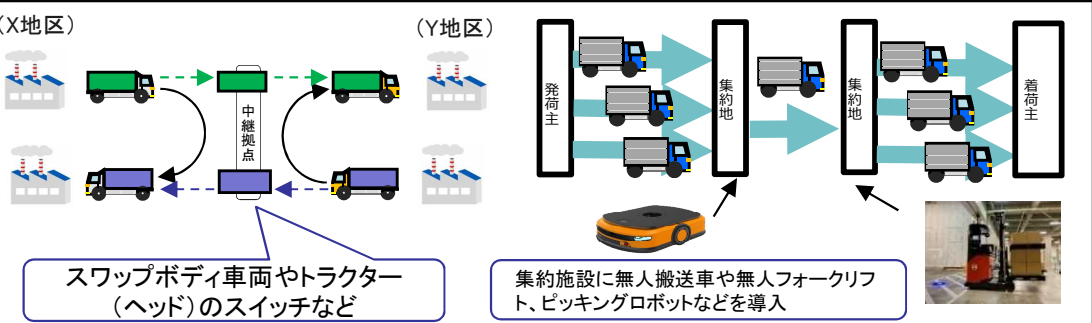 (X地区)
(Y地区)
中継拠点
スワップボディ車両やトラクター
(ヘッド)のスイッチなど
発荷主
集約地
集約地
着荷主
集約施設に無人搬送車や無人フォークリフ
ト、ピッキングロボットなどを導入